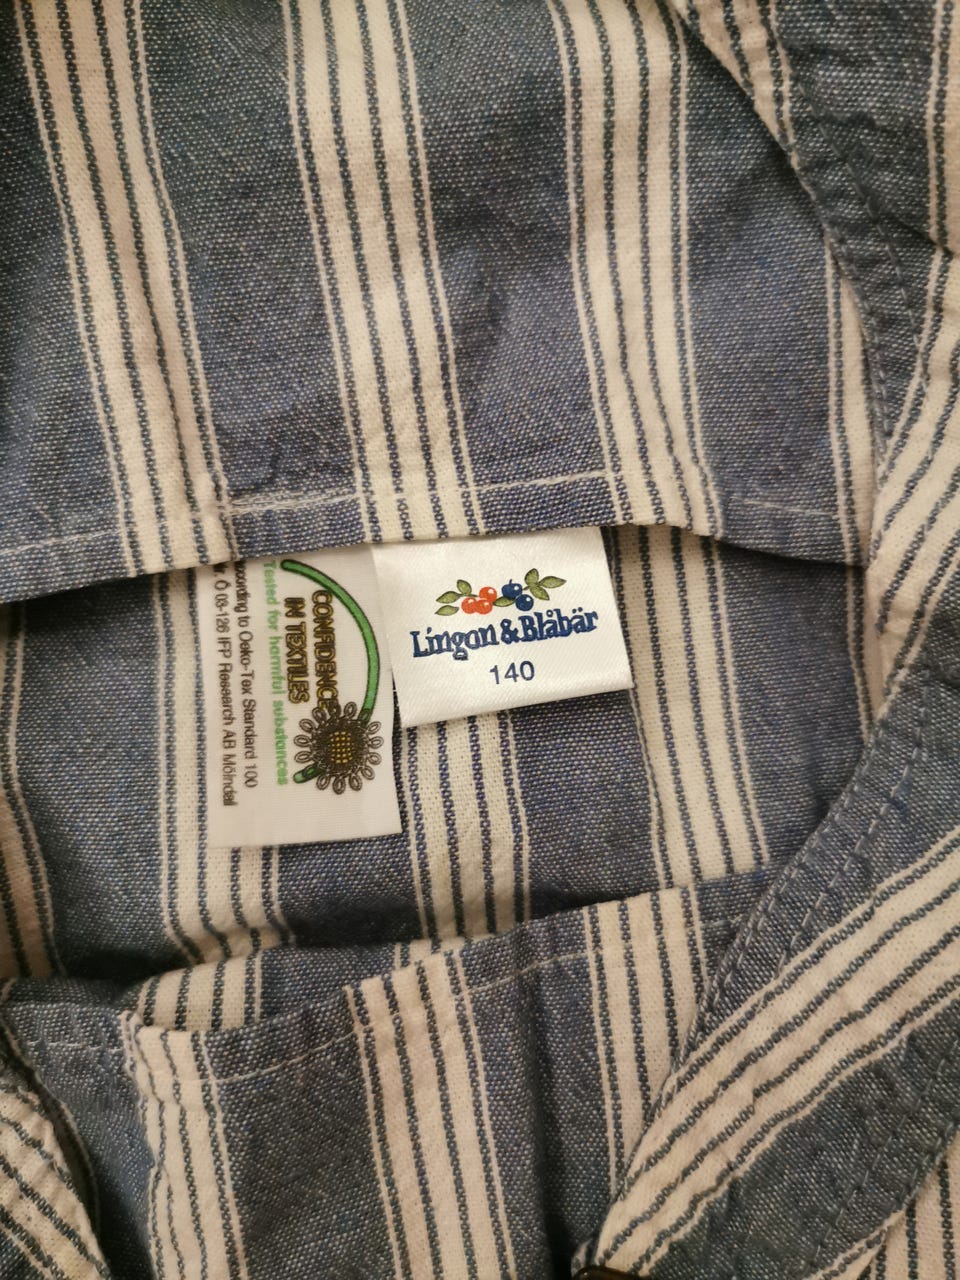 CONFIDENCE
IN TEXTILES
Tested for harmful substances
according to Oeko-Tex Standard 100
Ö 03-126 IFP Research AB Mölndal
Lingon & Blåbär
140